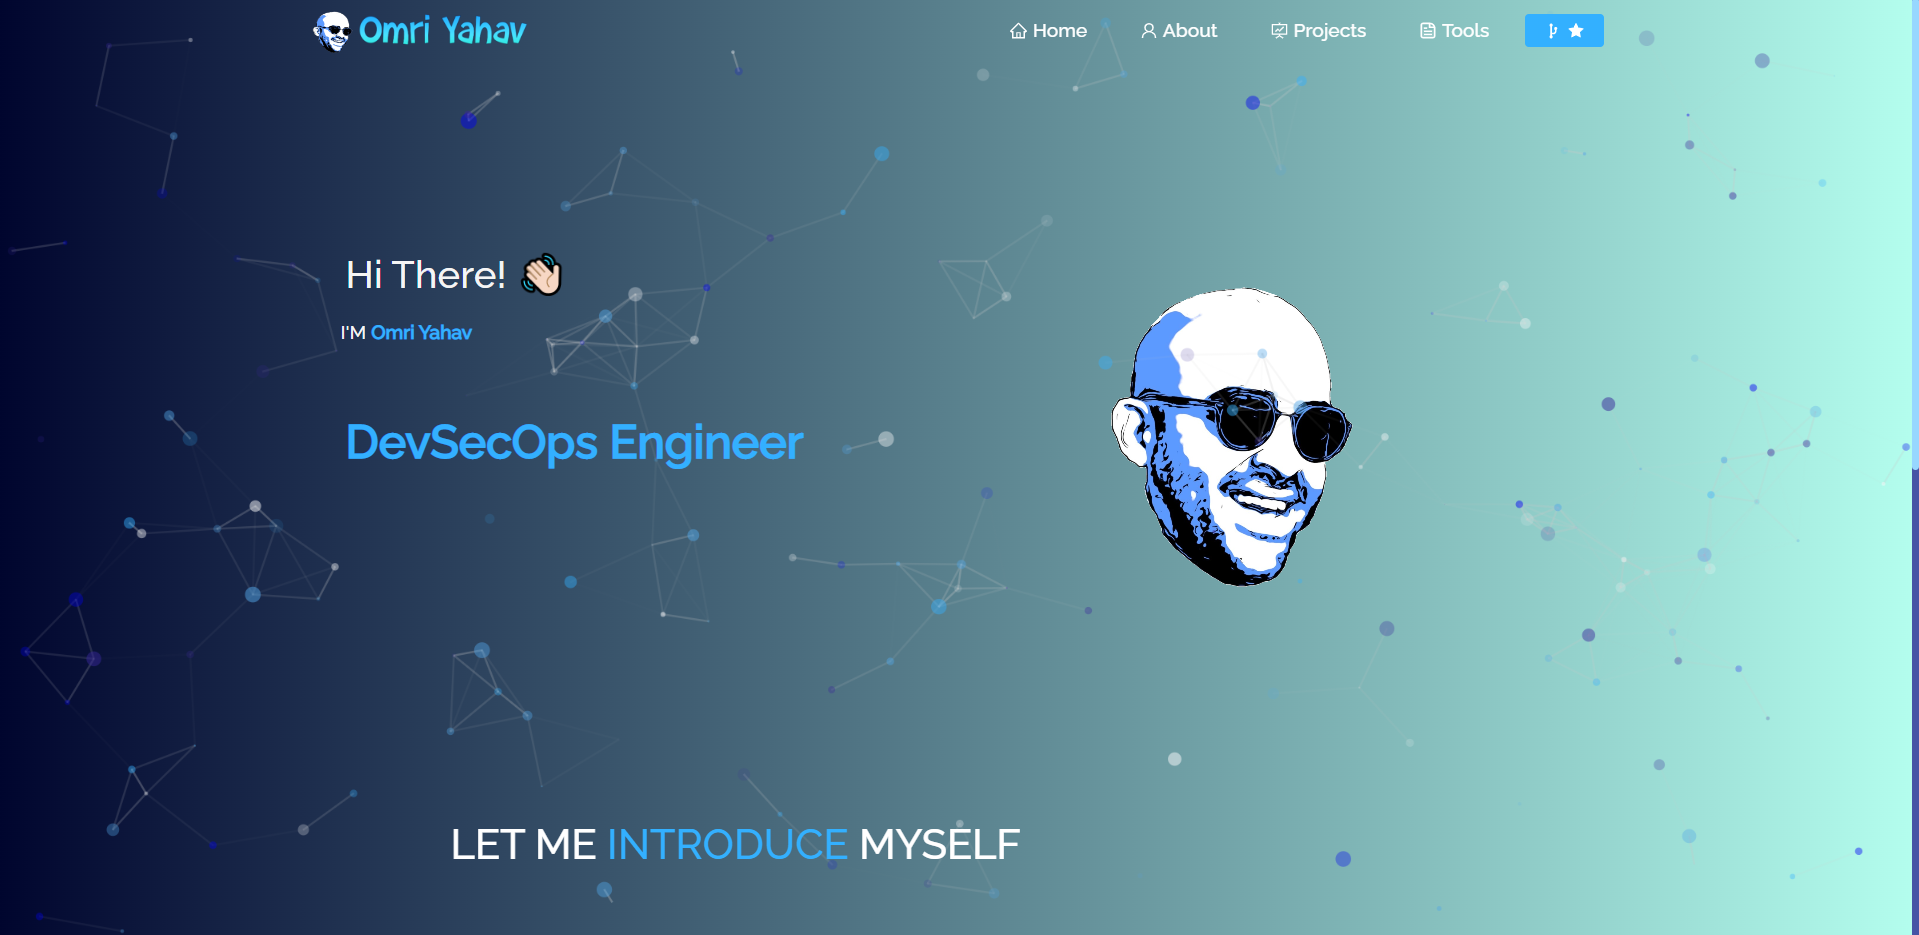 Omri Yahav
Home
About
Projects
Tools
Hi There!
I'M Omri Yahav
DevSecOps Engineer
LET ME INTRODUCE MYSELF